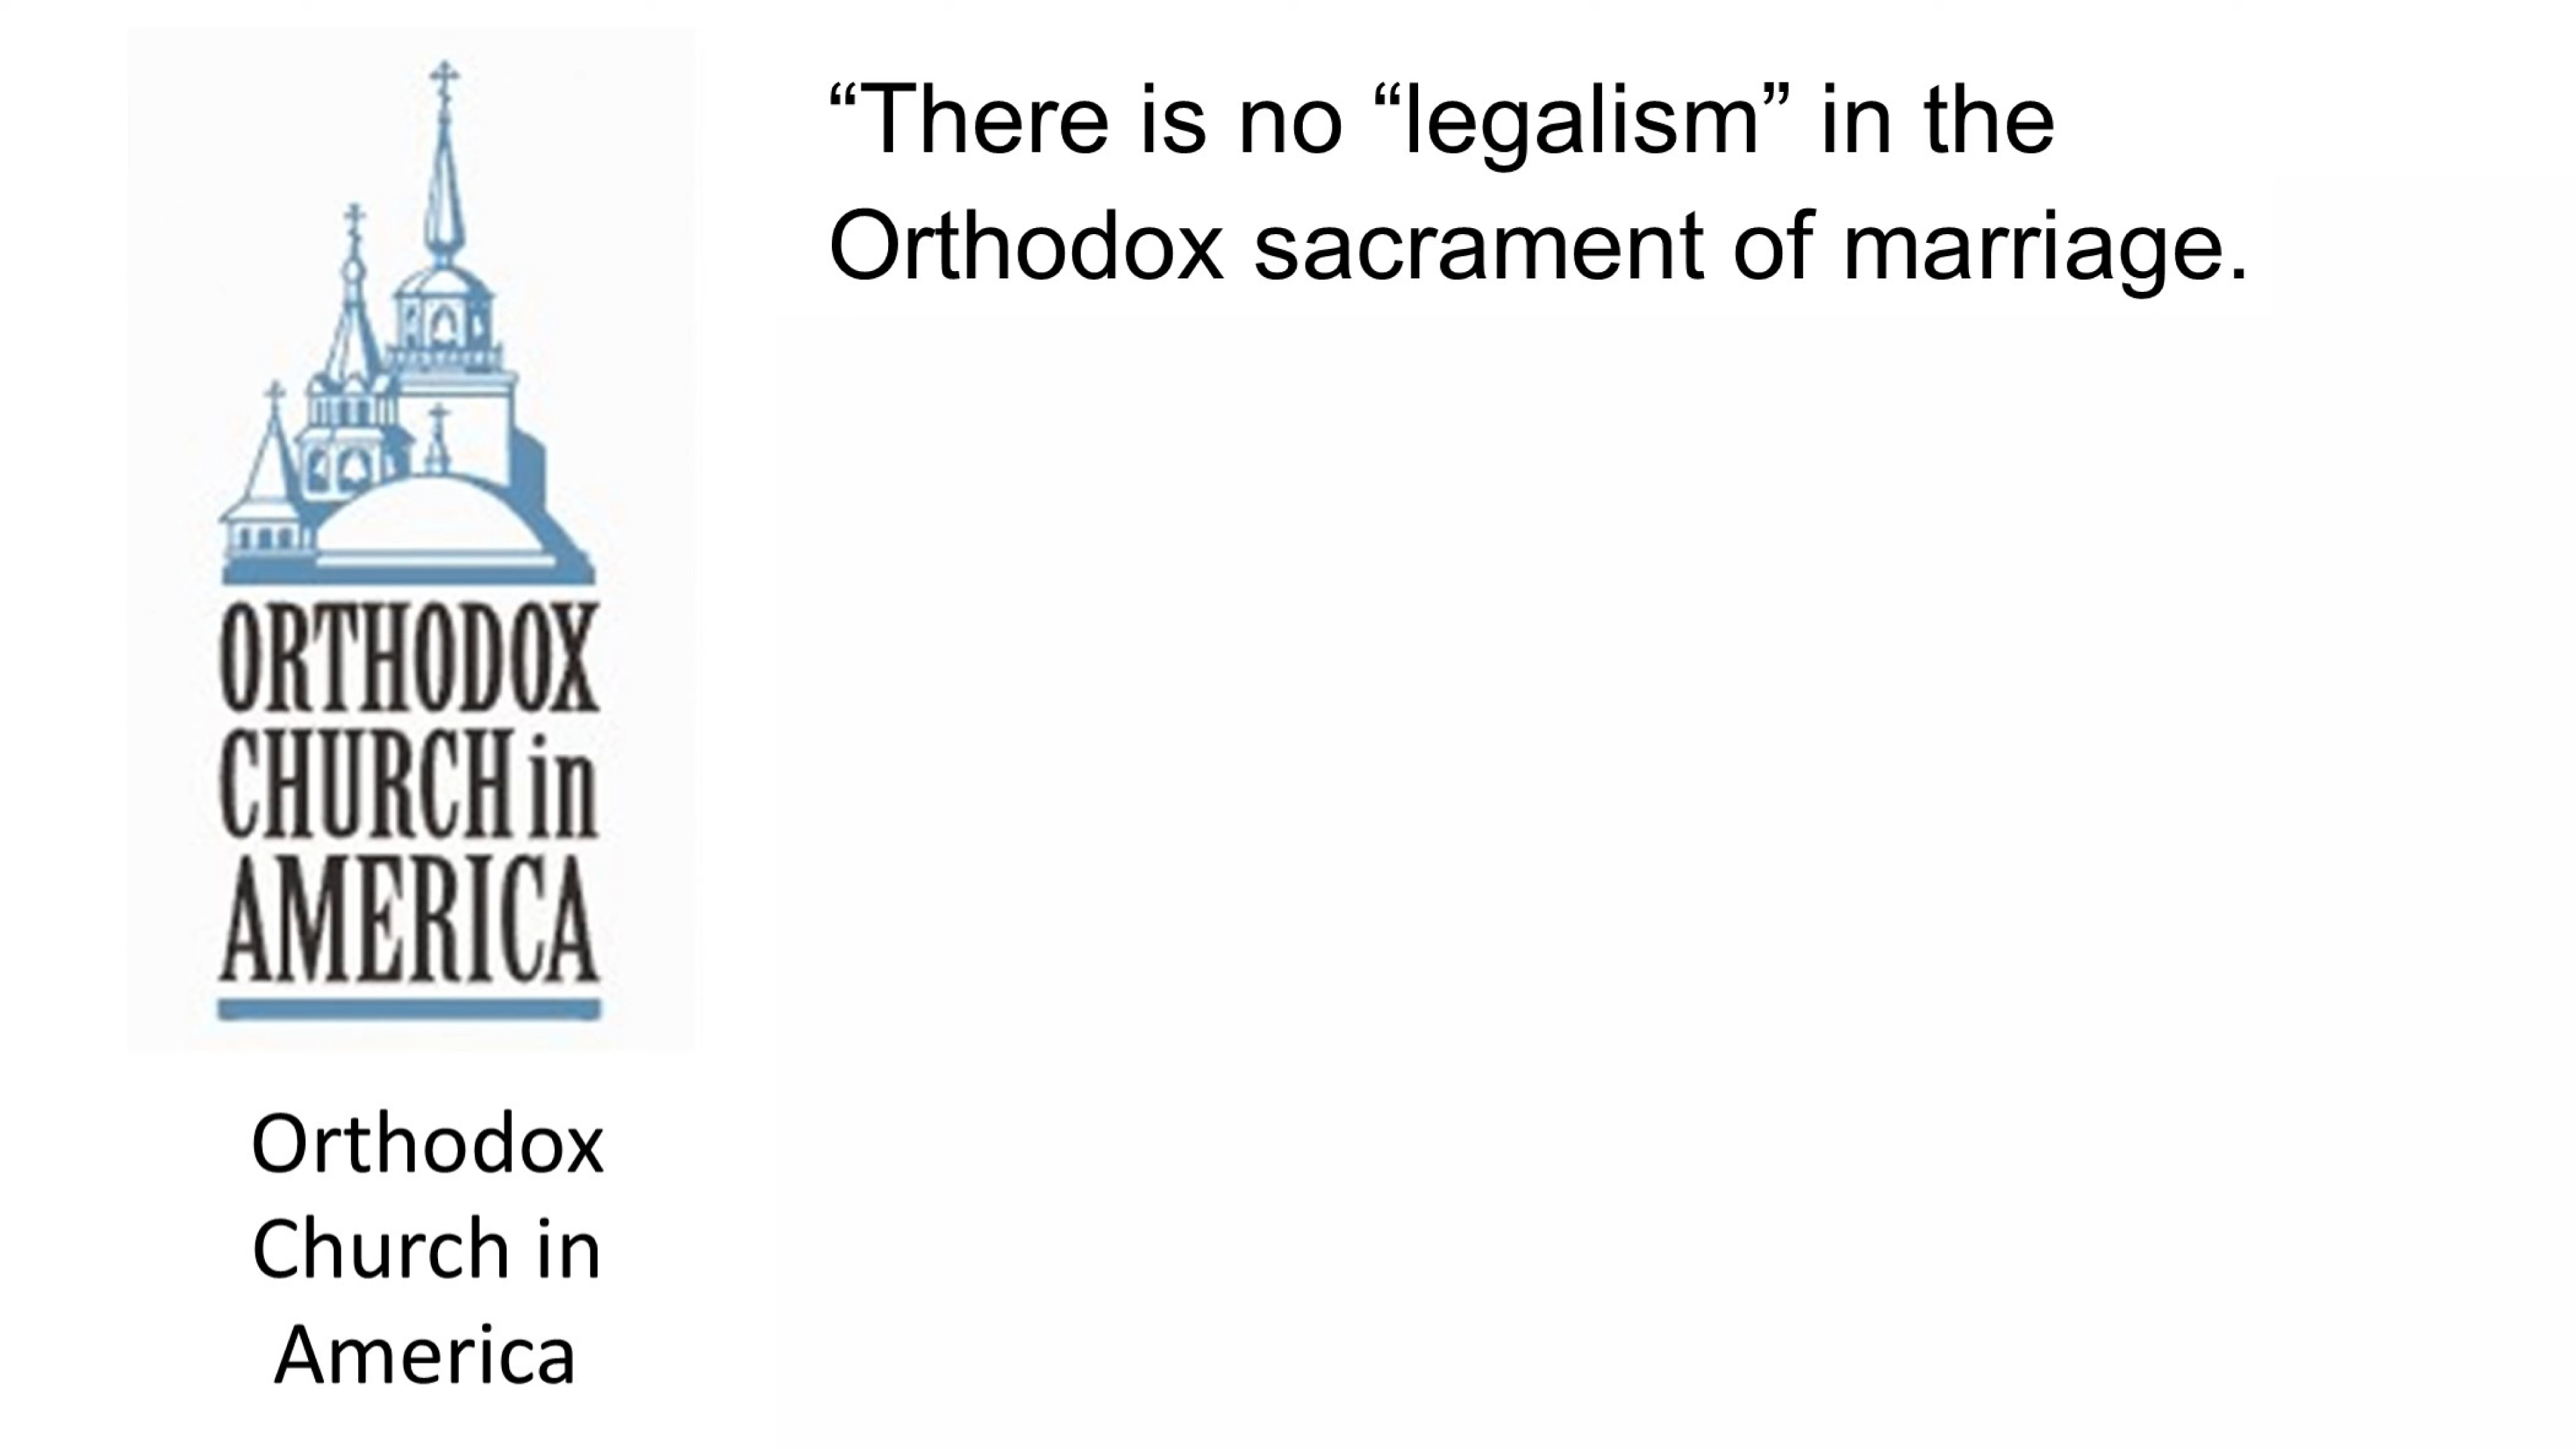 “There is no “legalism” in the
Orthodox sacrament of marriage.
ORTHODOX
CHURCH in
AMERICA
Orthodox
Church in
America